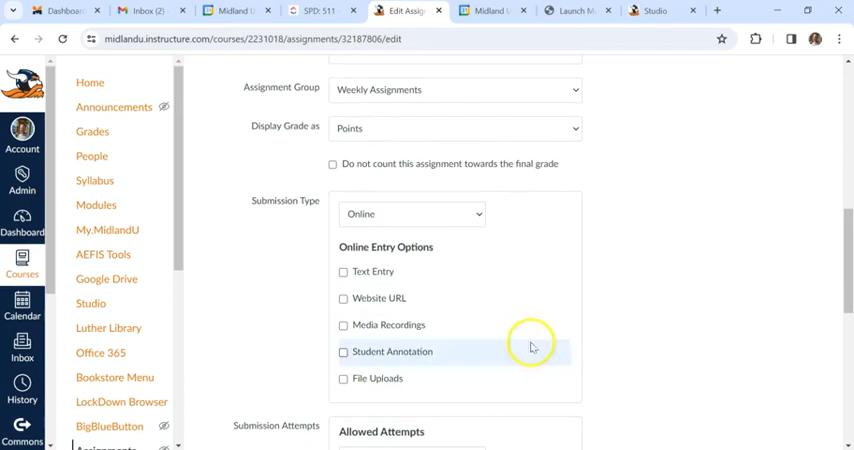 Dashboard
Inbox (2)
Midland U
SPD: 511 -
Edit Assig
Midland U
Launch M
Studio
midlandu.instructure.com/courses/2231018/assignments/32187806/edit
Account
Admin
Dashboard
Courses
Calendar
Inbox
History
Commons
Home
Announcements
Grades
People
Syllabus
Modules
My.MidlandU
AEFIS Tools
Google Drive
Studio
Luther Library
Office 365
Bookstore Menu
LockDown Browser
BigBlueButton
Assignments
Assignment Group
Weekly Assignments
Display Grade as
Points
Do not count this assignment towards the final grade
Submission Type
Online
Online Entry Options
Text Entry
Website URL
Media Recordings
Student Annotation
File Uploads
Submission Attempts
Allowed Attempts